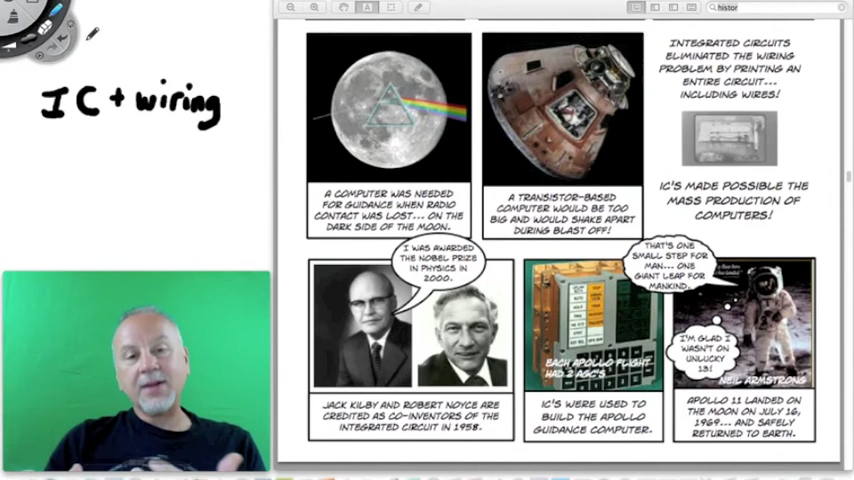 histor
IC + wiring
INTEGRATED CIRCUITS
ELIMINATED THE WIRING
PROBLEM BY PRINTING AN
ENTIRE CIRCUIT...
INCLUDING WIRES!
IC'S MADE POSSIBLE THE
MASS PRODUCTION OF
COMPUTERS!
A COMPUTER WAS NEEDED
FOR GUIDANCE WHEN RADIO
CONTACT WAS LOST... ON THE
DARK SIDE OF THE MOON.
A TRANSISTOR-BASED
COMPUTER WOULD BE TOO
BIG AND WOULD SHAKE APART
DURING BLAST OFF!
I WAS AWARDED
THE NOBEL PRIZE
IN PHYSICS IN
2000.
JACK KILBY AND ROBERT NOYCE ARE
CREDITED AS CO-INVENTORS OF THE
INTEGRATED CIRCUIT IN 1958.
EACH APOLLO FLIGHT
HAD 2 AGC'S
IC'S WERE USED TO
BUILD THE APOLLO
GUIDANCE COMPUTER.
THAT'S ONE
SMALL STEP FOR
MAN... ONE
GIANT LEAP FOR
MANKIND.
I'M GLAD I
WASN'T ON
UNLUCKY
13!
NEIL ARMSTRONG
APOLLO 11 LANDED ON
THE MOON ON JULY 16,
1969... AND SAFELY
RETURNED TO EARTH.